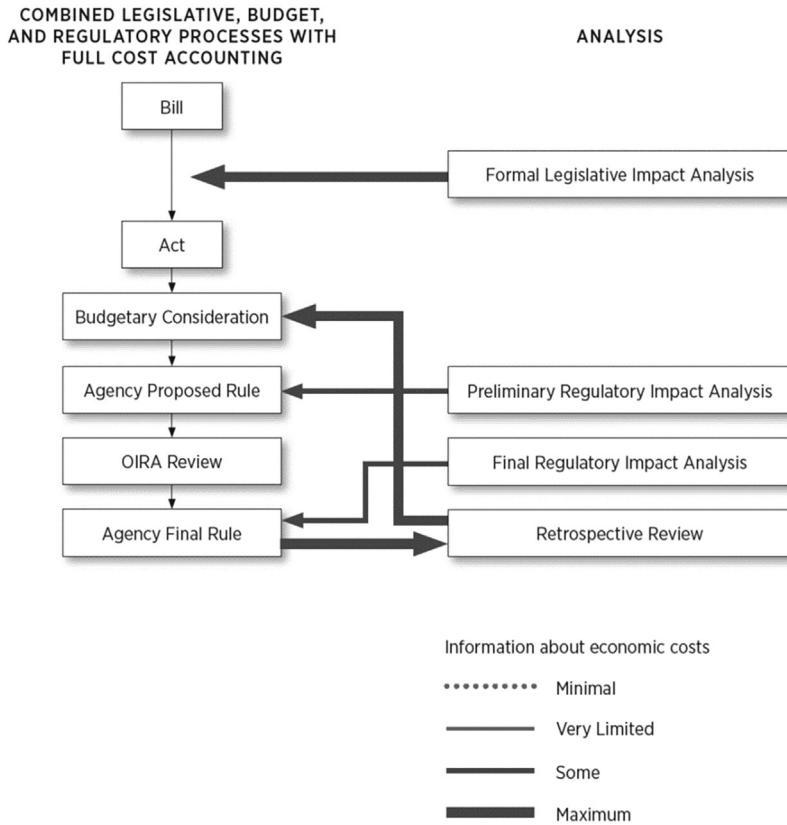 COMBINED LEGISLATIVE, BUDGET,
AND REGULATORY PROCESSES WITH
FULL COST ACCOUNTING
ANALYSIS
Bill
Formal Legislative Impact Analysis
Act
Budgetary Consideration
Agency Proposed Rule
Preliminary Regulatory Impact Analysis
OIRA Review
Final Regulatory Impact Analysis
Agency Final Rule
Retrospective Review
Information about economic costs
Minimal
Very Limited
Some
Maximum